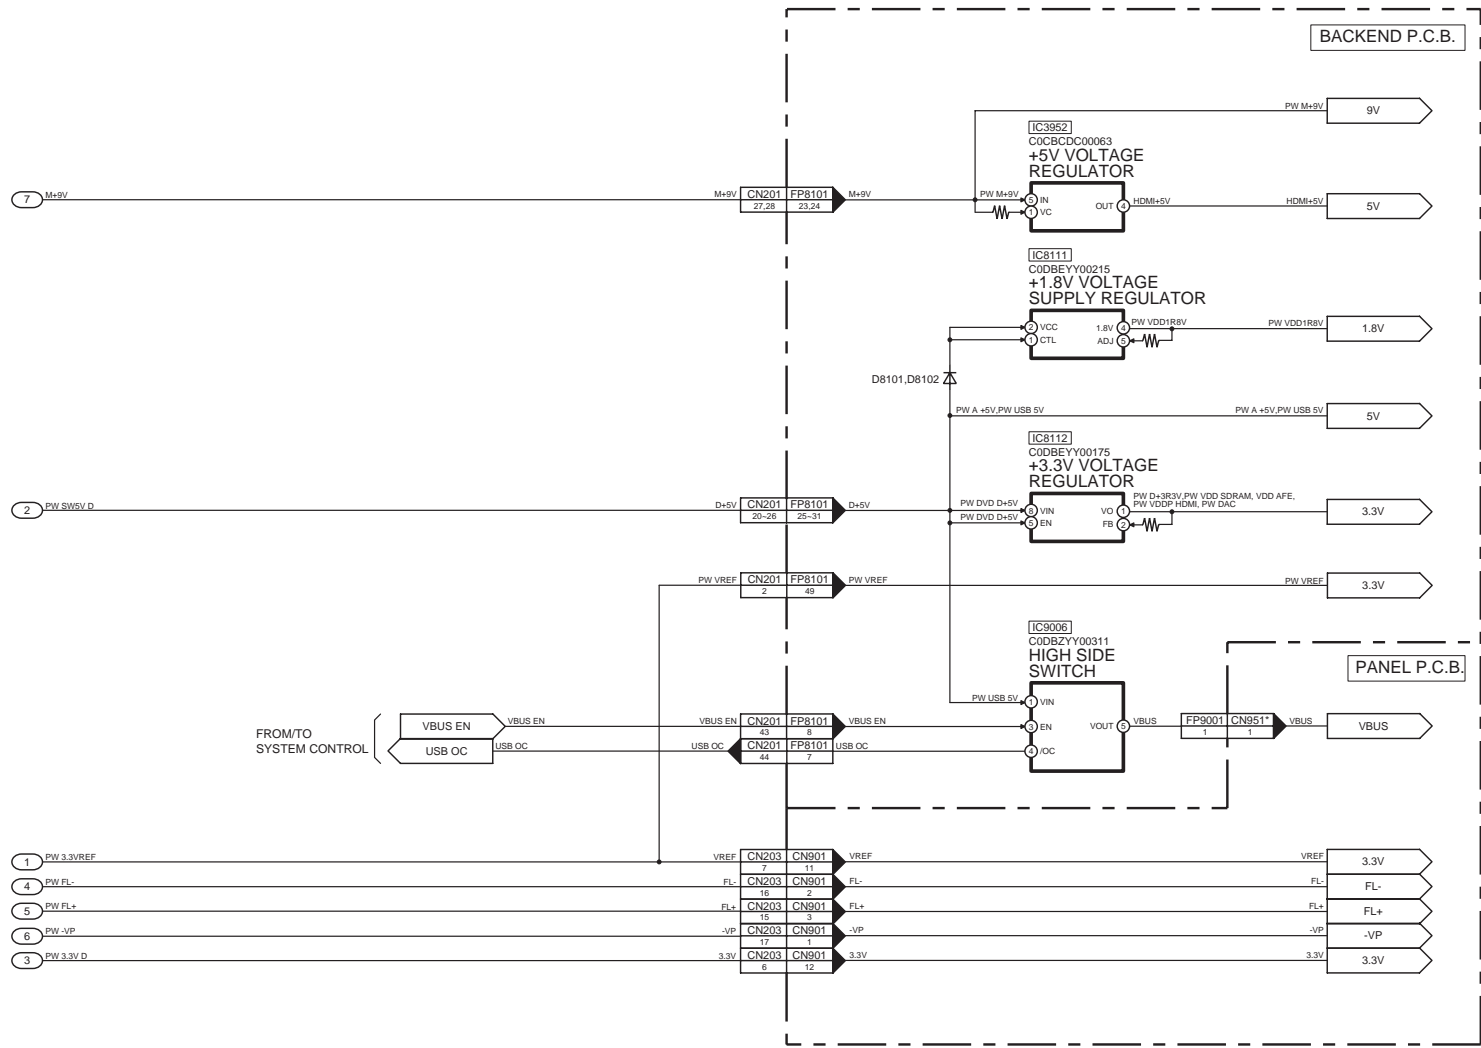 BACKEND P.C.B.
PW M+9V
9V
IC3952
C0CBCDC00063
+5V VOLTAGE
REGULATOR
7 M+9V
M+9V CN201 FP8101 M+9V
27,28 23,24
PW M+9V
5 IN
1 VC
OUT 4 HDMI+5V
HDMI+5V
5V
IC8111
C0DBEYY00215
+1.8V VOLTAGE
SUPPLY REGULATOR
2 VCC
1 CTL
1.8V 4 PW VDD1R8V
ADJ 5
PW VDD1R8V
1.8V
D8101,D8102
PW A +5V,PW USB 5V
PW A +5V,PW USB 5V
5V
IC8112
C0DBEYY00175
+3.3V VOLTAGE
REGULATOR
2 PW SW5V D
D+5V CN201 FP8101 D+5V
20~26 25~31
PW DVD D+5V
PW DVD D+5V
8 VIN
5 EN
VO 1
FB 2
PW D+3R3V,PW VDD SDRAM, VDD AFE,
PW VDDP HDMI, PW DAC
3.3V
PW VREF CN201 FP8101 PW VREF
2 49
PW VREF
3.3V
IC9006
C0DBZYY00311
HIGH SIDE
SWITCH
PANEL P.C.B.
PW USB 5V
1 VIN
FROM/TO
SYSTEM CONTROL
VBUS EN VBUS EN
VBUS EN CN201 FP8101 VBUS EN
43 8
3 EN
VOUT 5 VBUS
FP9001 CN951* VBUS
1 1
VBUS
USB OC USB OC
USB OC CN201 FP8101 USB OC
44 7
4 /OC
1 PW 3.3VREF
VREF CN203 CN901 VREF
7 11
VREF
3.3V
4 PW FL-
FL- CN203 CN901 FL-
16 2
FL-
FL-
5 PW FL+
FL+ CN203 CN901 FL+
15 3
FL+
FL+
6 PW -VP
-VP CN203 CN901 -VP
17 1
-VP
-VP
3 PW 3.3V D
3.3V CN203 CN901 3.3V
6 12
3.3V
3.3V